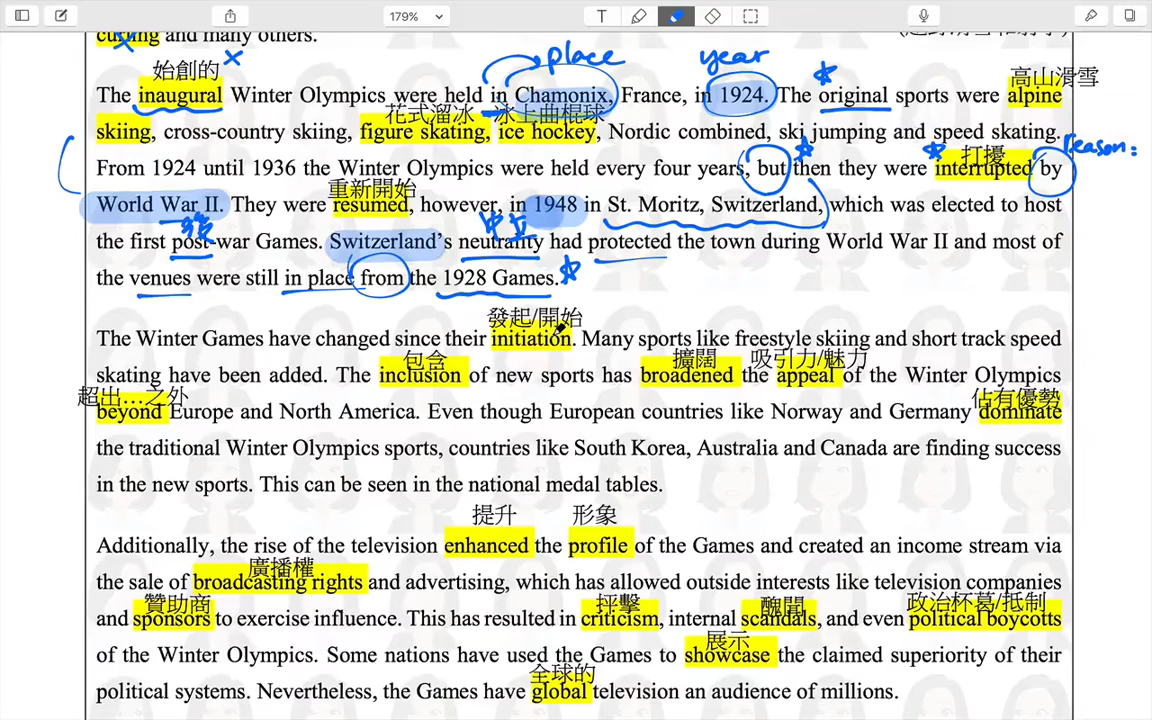 179%
T
curling and many others.
place
year
始創的
高山滑雪
The inaugural Winter Olympics were held in Chamonix, France, in 1924. The original sports were alpine
花式溜冰
冰上曲棍球
skiing, cross-country skiing, figure skating, ice hockey, Nordic combined, ski jumping and speed skating.
打擾
Reason:
From 1924 until 1936 the Winter Olympics were held every four years, but then they were interrupted by
重新開始
World War II. They were resumed, however, in 1948 in St. Moritz, Switzerland, which was elected to host
後
中立
the first post-war Games. Switzerland's neutrality had protected the town during World War II and most of
the venues were still in place from the 1928 Games.
發起/開始
The Winter Games have changed since their initiation. Many sports like freestyle skiing and short track speed
包含
擴闊
吸引力/魅力
skating have been added. The inclusion of new sports has broadened the appeal of the Winter Olympics
超出...之外
佔有優勢
beyond Europe and North America. Even though European countries like Norway and Germany dominate
the traditional Winter Olympics sports, countries like South Korea, Australia and Canada are finding success
in the new sports. This can be seen in the national medal tables.
提升
形象
Additionally, the rise of the television enhanced the profile of the Games and created an income stream via
廣播權
the sale of broadcasting rights and advertising, which has allowed outside interests like television companies
贊助商
抨擊
醜聞
政治杯葛/抵制
and sponsors to exercise influence. This has resulted in criticism, internal scandals, and even political boycotts
展示
of the Winter Olympics. Some nations have used the Games to showcase the claimed superiority of their
全球的
political systems. Nevertheless, the Games have global television an audience of millions.